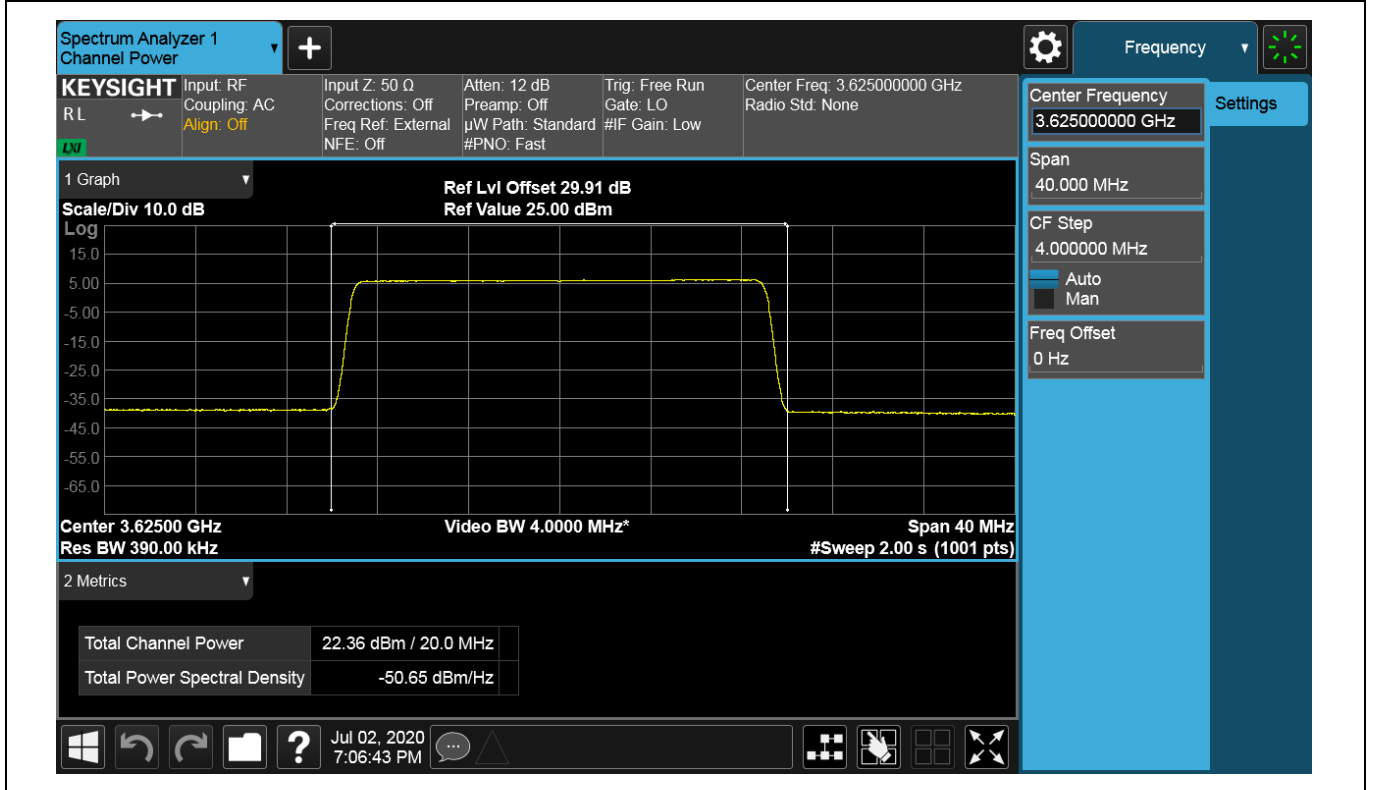 Spectrum Analyzer 1
Channel Power
+
Frequency
KEYSIGHT
RL
LXI
Input: RF
Coupling: AC
Align: Off
Input Z: 50 Ω
Corrections: Off
Freq Ref: External
NFE: Off
Atten: 12 dB
Preamp: Off
µW Path: Standard
#PNO: Fast
Trig: Free Run
Gate: LO
#IF Gain: Low
Center Freq: 3.625000000 GHz
Radio Std: None
Center Frequency
3.625000000 GHz
Settings
Span
40.000 MHz
CF Step
4.000000 MHz
Auto
Man
Freq Offset
0 Hz
1 Graph
Ref Lvl Offset 29.91 dB
Scale/Div 10.0 dB
Ref Value 25.00 dBm
Log
15.0
5.00
-5.00
-15.0
-25.0
-35.0
-45.0
-55.0
-65.0
Center 3.62500 GHz
Video BW 4.0000 MHz*
Span 40 MHz
Res BW 390.00 kHz
#Sweep 2.00 s (1001 pts)
2 Metrics
Total Channel Power 22.36 dBm / 20.0 MHz
Total Power Spectral Density -50.65 dBm/Hz
?
Jul 02, 2020
7:06:43 PM